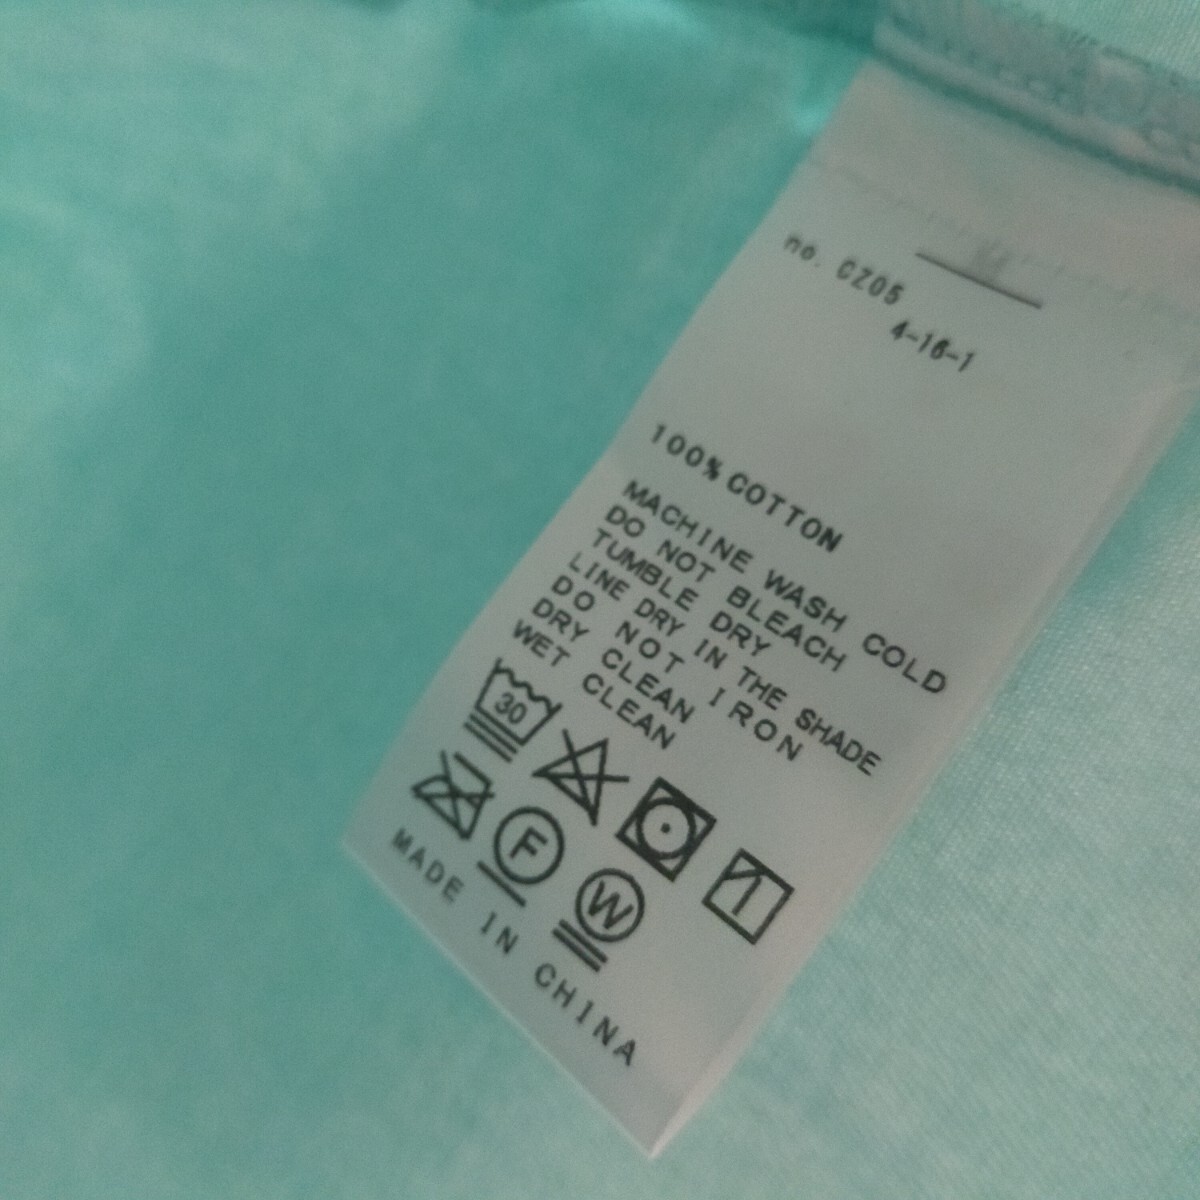 no. CZ05
4-16-1
100% COTTON
MACHINE WASH COLD
DO NOT BLEACH
TUMBLE DRY
LINE DRY IN THE SHADE
DO NOT IRON
DRY CLEAN
WET CLEAN
30
F
W
MADE IN CHINA